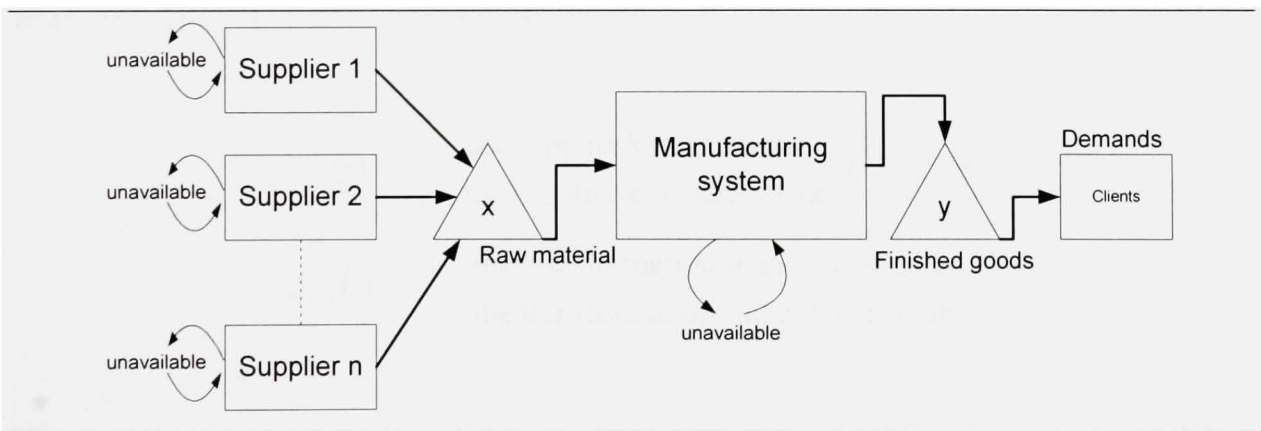 unavailable
Supplier 1
unavailable
Supplier 2
unavailable
Supplier n
x
Raw material
Manufacturing
system
unavailable
y
Finished goods
Demands
Clients